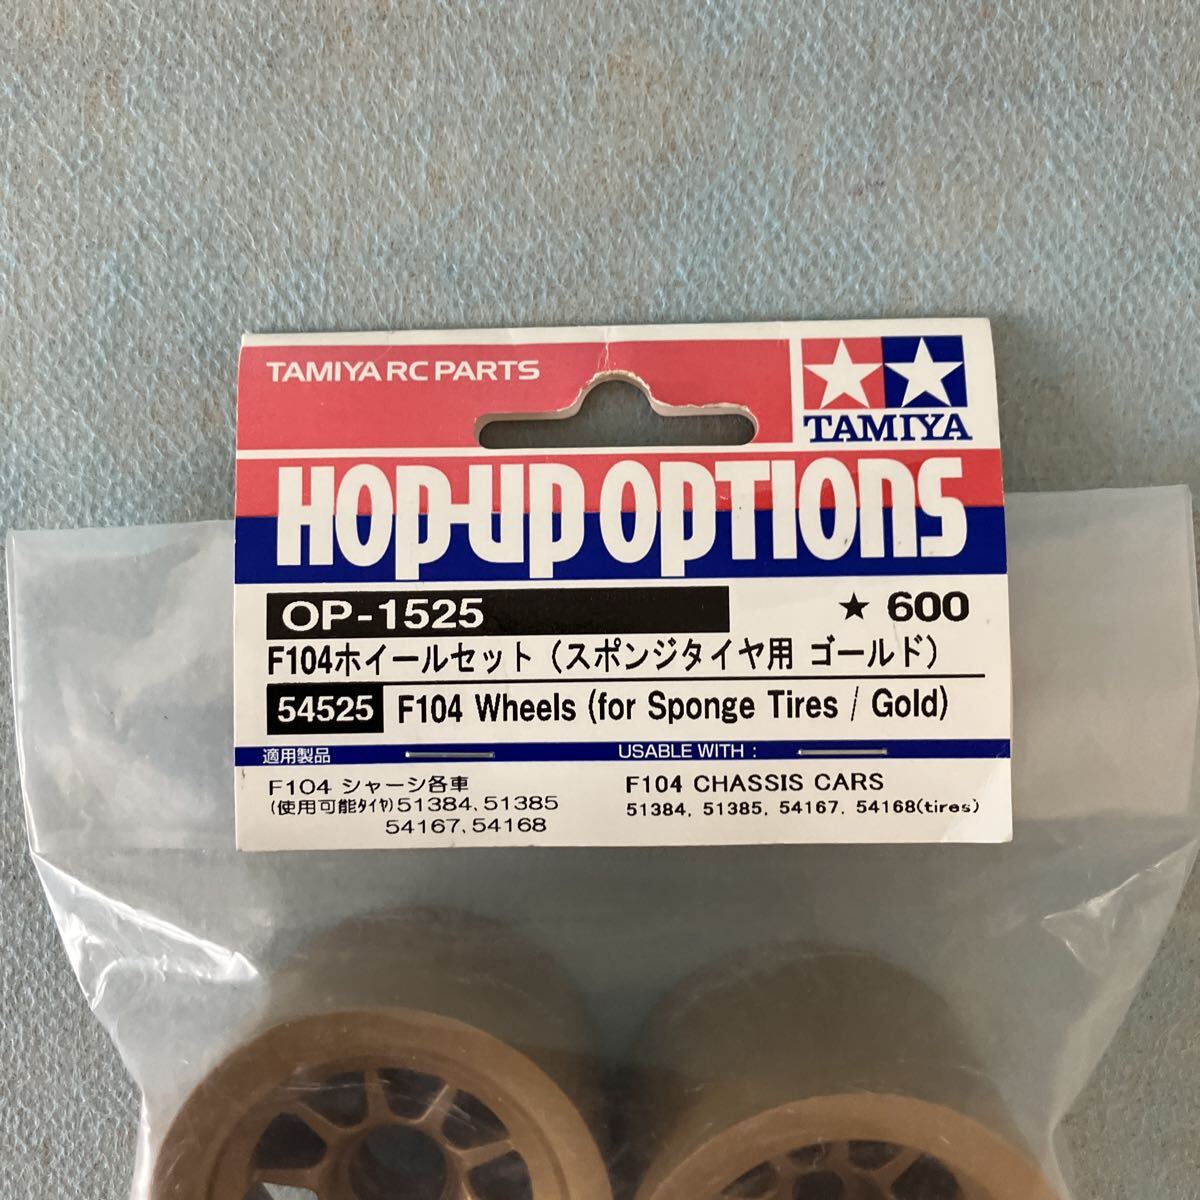 TAMIYA RC PARTS
TAMIYA
HOP-UP OPTIONS
OP-1525
★ 600
F104ホイールセット（スポンジタイヤ用 ゴールド）
54525 F104 Wheels (for Sponge Tires / Gold)
適用製品
F104 シャーシ各車
(使用可能ﾀｲﾔ)51384、51385
54167、54168
USABLE WITH :
F104 CHASSIS CARS
51384, 51385, 54167, 54168(tires)